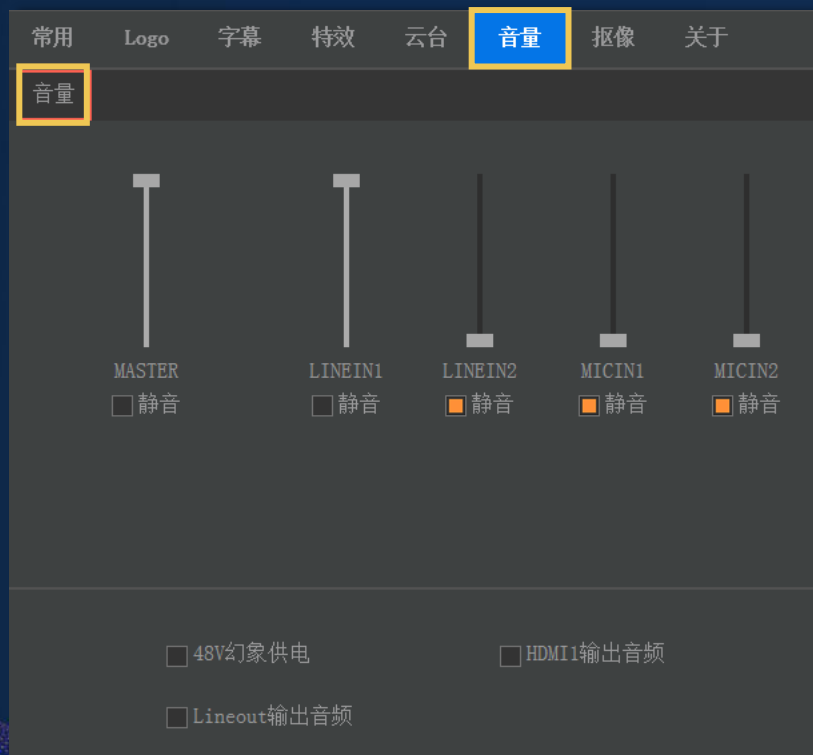 常用 Logo 字幕 特效 云台 音量 抠像 关于
音量
MASTER LINEIN1 LINEIN2 MICIN1 MICIN2
静音 静音 静音 静音 静音
48V幻象供电 HDMI1输出音频
Lineout输出音频